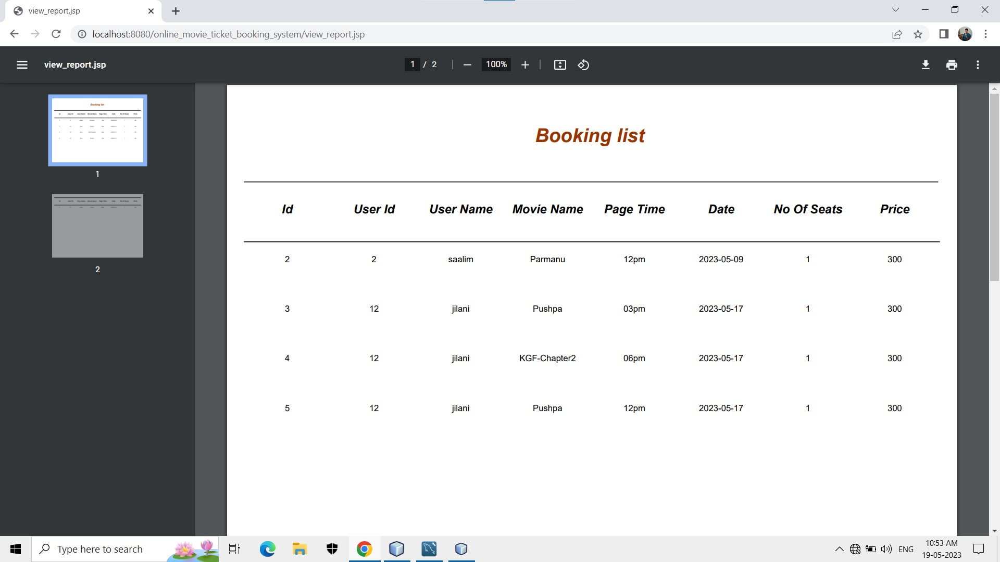 view_report.jsp
localhost:8080/online_movie_ticket_booking_system/view_report.jsp
view_report.jsp
1 / 2
100%
Booking list
1
2
Id User Id User Name Movie Name Page Time Date No Of Seats Price
2 2 saalim Parmanu 12pm 2023-05-09 1 300
3 12 jilani Pushpa 03pm 2023-05-17 1 300
4 12 jilani KGF-Chapter2 06pm 2023-05-17 1 300
5 12 jilani Pushpa 12pm 2023-05-17 1 300
Type here to search
ENG
10:53 AM
19-05-2023